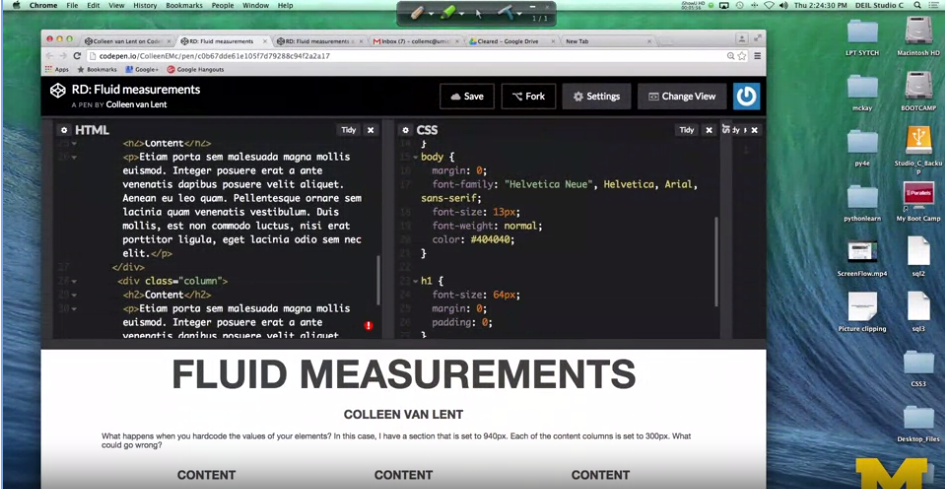 Chrome File Edit View History Bookmarks People Window Help
Thu 2:24:30 PM DEIL Studio C
1 / 1
Colleen van Lent on Code
RD: Fluid measurements
RD: Fluid measurements
Inbox (7) - collemc@umic
Cleared - Google Drive
New Tab
codepen.io/ColleenEMc/pen/c0b67dde61e105f7d79288c94f2a2a17
Apps Bookmarks Google+ Google Hangouts
RD: Fluid measurements
A PEN BY Colleen van Lent
Save Fork Settings Change View
HTML Tidy
<h2>Content</h2>
<p>Etiam porta sem malesuada magna mollis
euismod. Integer posuere erat a ante
venenatis dapibus posuere velit aliquet.
Aenean eu leo quam. Pellentesque ornare sem
lacinia quam venenatis vestibulum. Duis
mollis, est non commodo luctus, nisi erat
porttitor ligula, eget lacinia odio sem nec
elit.</p>
</div>
<div class="column">
<h2>Content</h2>
<p>Etiam porta sem malesuada magna mollis
euismod. Integer posuere erat a ante
venenatis dapibus posuere velit aliquet.
CSS Tidy
}
body {
margin: 0;
font-family: "Helvetica Neue", Helvetica, Arial,
sans-serif;
font-size: 13px;
font-weight: normal;
color: #404040;
}
h1 {
font-size: 64px;
margin: 0;
padding: 0;
}
FLUID MEASUREMENTS
COLLEEN VAN LENT
What happens when you hardcode the values of your elements? In this case, I have a section that is set to 940px. Each of the content columns is set to 300px. What
could go wrong?
CONTENT CONTENT CONTENT
LPT SYTCH
Macintosh HD
mckay
BOOTCAMP
py4e
Studio_C_Backu
p
pythonlearn
Parallels
My Boot Camp
ScreenFlow.mp4
sql2
Picture clipping
sql3
CSS3
Desktop_Files
M